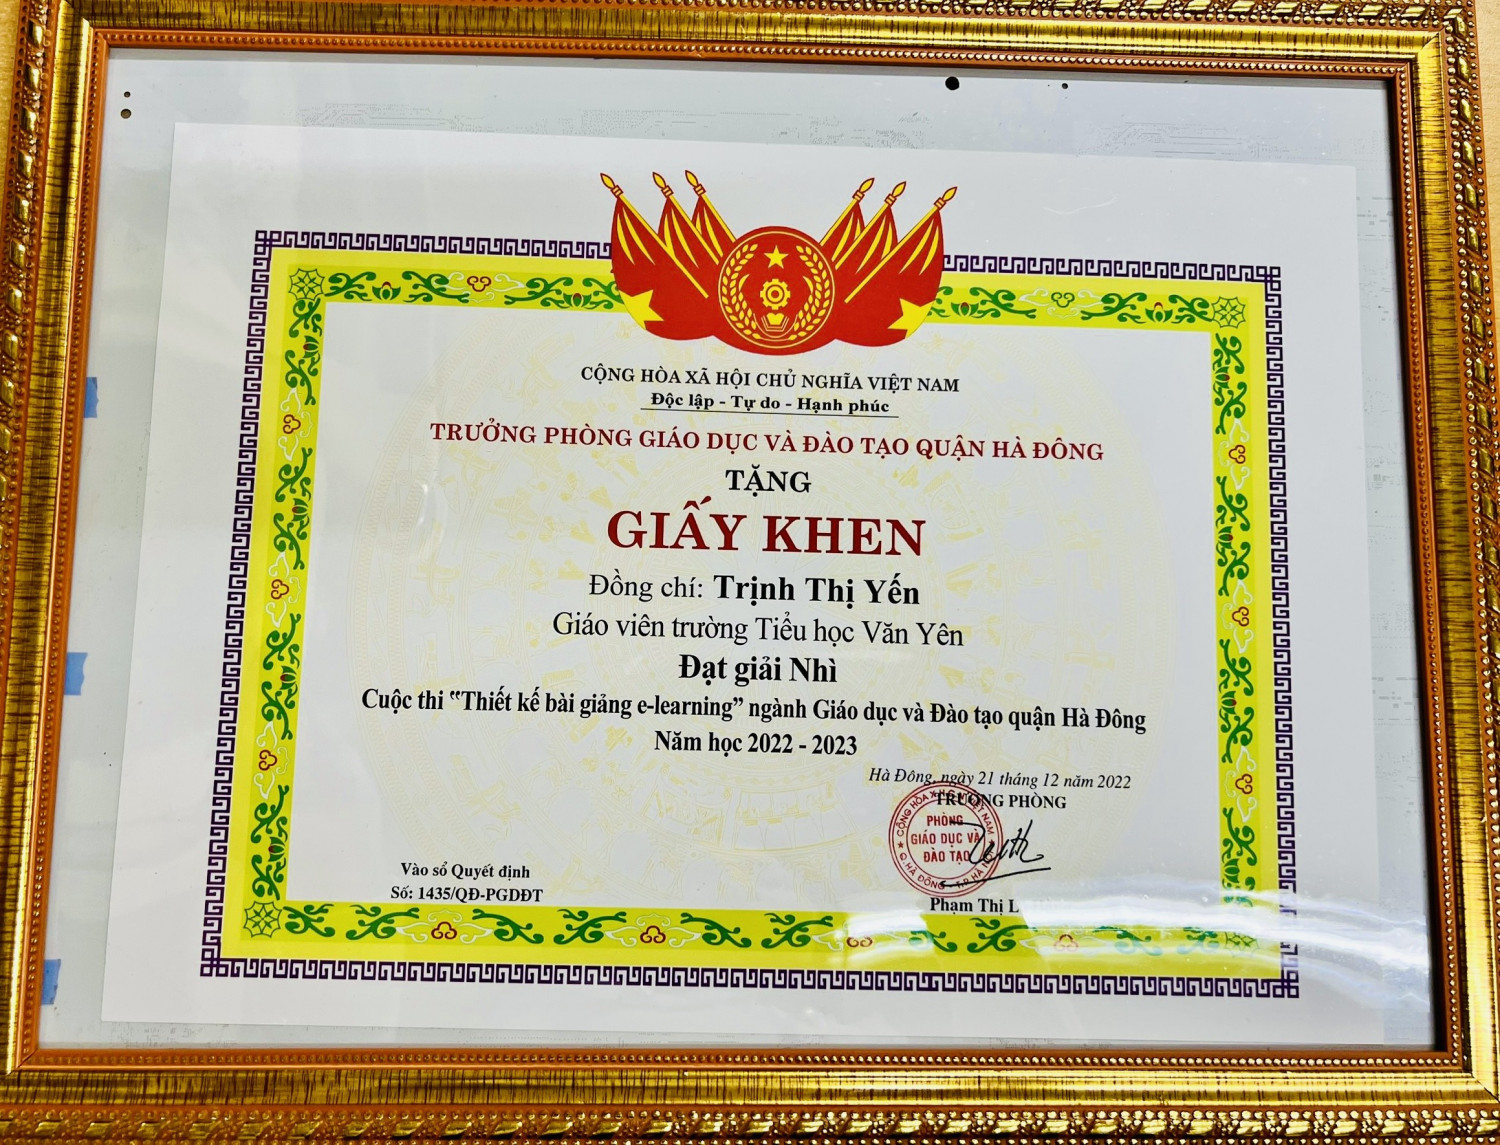 CỘNG HÒA XÃ HỘI CHỦ NGHĨA VIỆT NAM
Độc lập - Tự do - Hạnh phúc
TRƯỞNG PHÒNG GIÁO DỤC VÀ ĐÀO TẠO QUẬN HÀ ĐÔNG
TẶNG
GIẤY KHEN
Đồng chí: Trịnh Thị Yến
Giáo viên trường Tiểu học Văn Yên
Đạt giải Nhì
Cuộc thi “Thiết kế bài giảng e-learning” ngành Giáo dục và Đào tạo quận Hà Đông
Năm học 2022 - 2023
Hà Đông, ngày 21 tháng 12 năm 2022
TRƯỞNG PHÒNG
PHÒNG
GIÁO DỤC VÀ
ĐÀO TẠO
Vào sổ Quyết định
Số: 1435/QĐ-PGDĐT
Phạm Thị